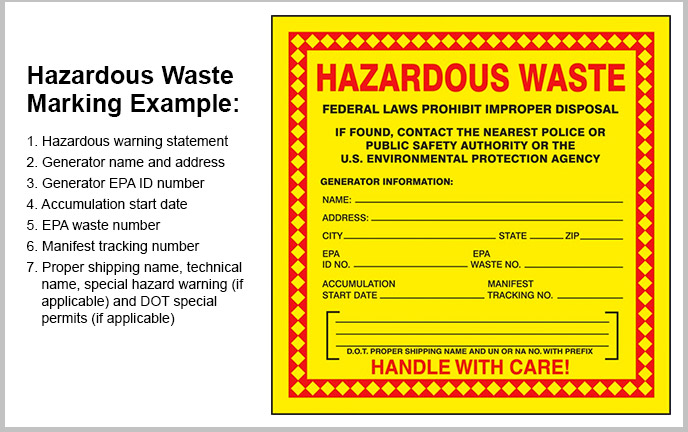 Hazardous Waste
Marking Example:
1. Hazardous warning statement
2. Generator name and address
3. Generator EPA ID number
4. Accumulation start date
5. EPA waste number
6. Manifest tracking number
7. Proper shipping name, technical
name, special hazard warning (if
applicable) and DOT special
permits (if applicable)
HAZARDOUS WASTE
FEDERAL LAWS PROHIBIT IMPROPER DISPOSAL
IF FOUND, CONTACT THE NEAREST POLICE OR
PUBLIC SAFETY AUTHORITY OR THE
U.S. ENVIRONMENTAL PROTECTION AGENCY
GENERATOR INFORMATION:
NAME:
ADDRESS:
CITY STATE ZIP
EPA EPA
ID NO. WASTE NO.
ACCUMULATION MANIFEST
START DATE TRACKING NO.
D.O.T. PROPER SHIPPING NAME AND UN OR NA NO. WITH PREFIX
HANDLE WITH CARE!